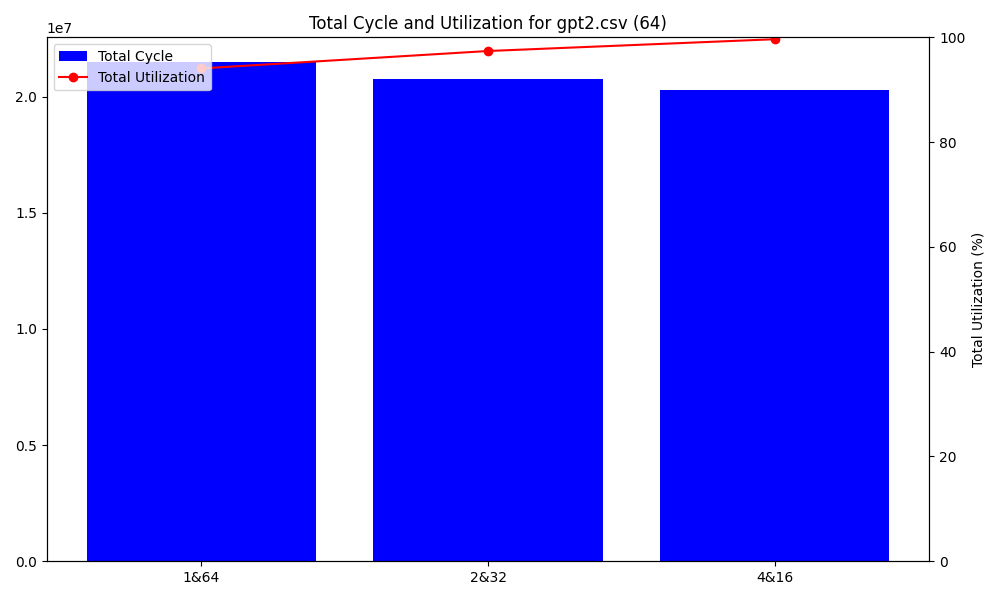 Total Cycle and Utilization for gpt2.csv (64)
1e7
Total Cycle
Total Utilization
2.0
1.5
1.0
0.5
0.0
100
80
60
40
20
0
Total Utilization (%)
1&64
2&32
4&16